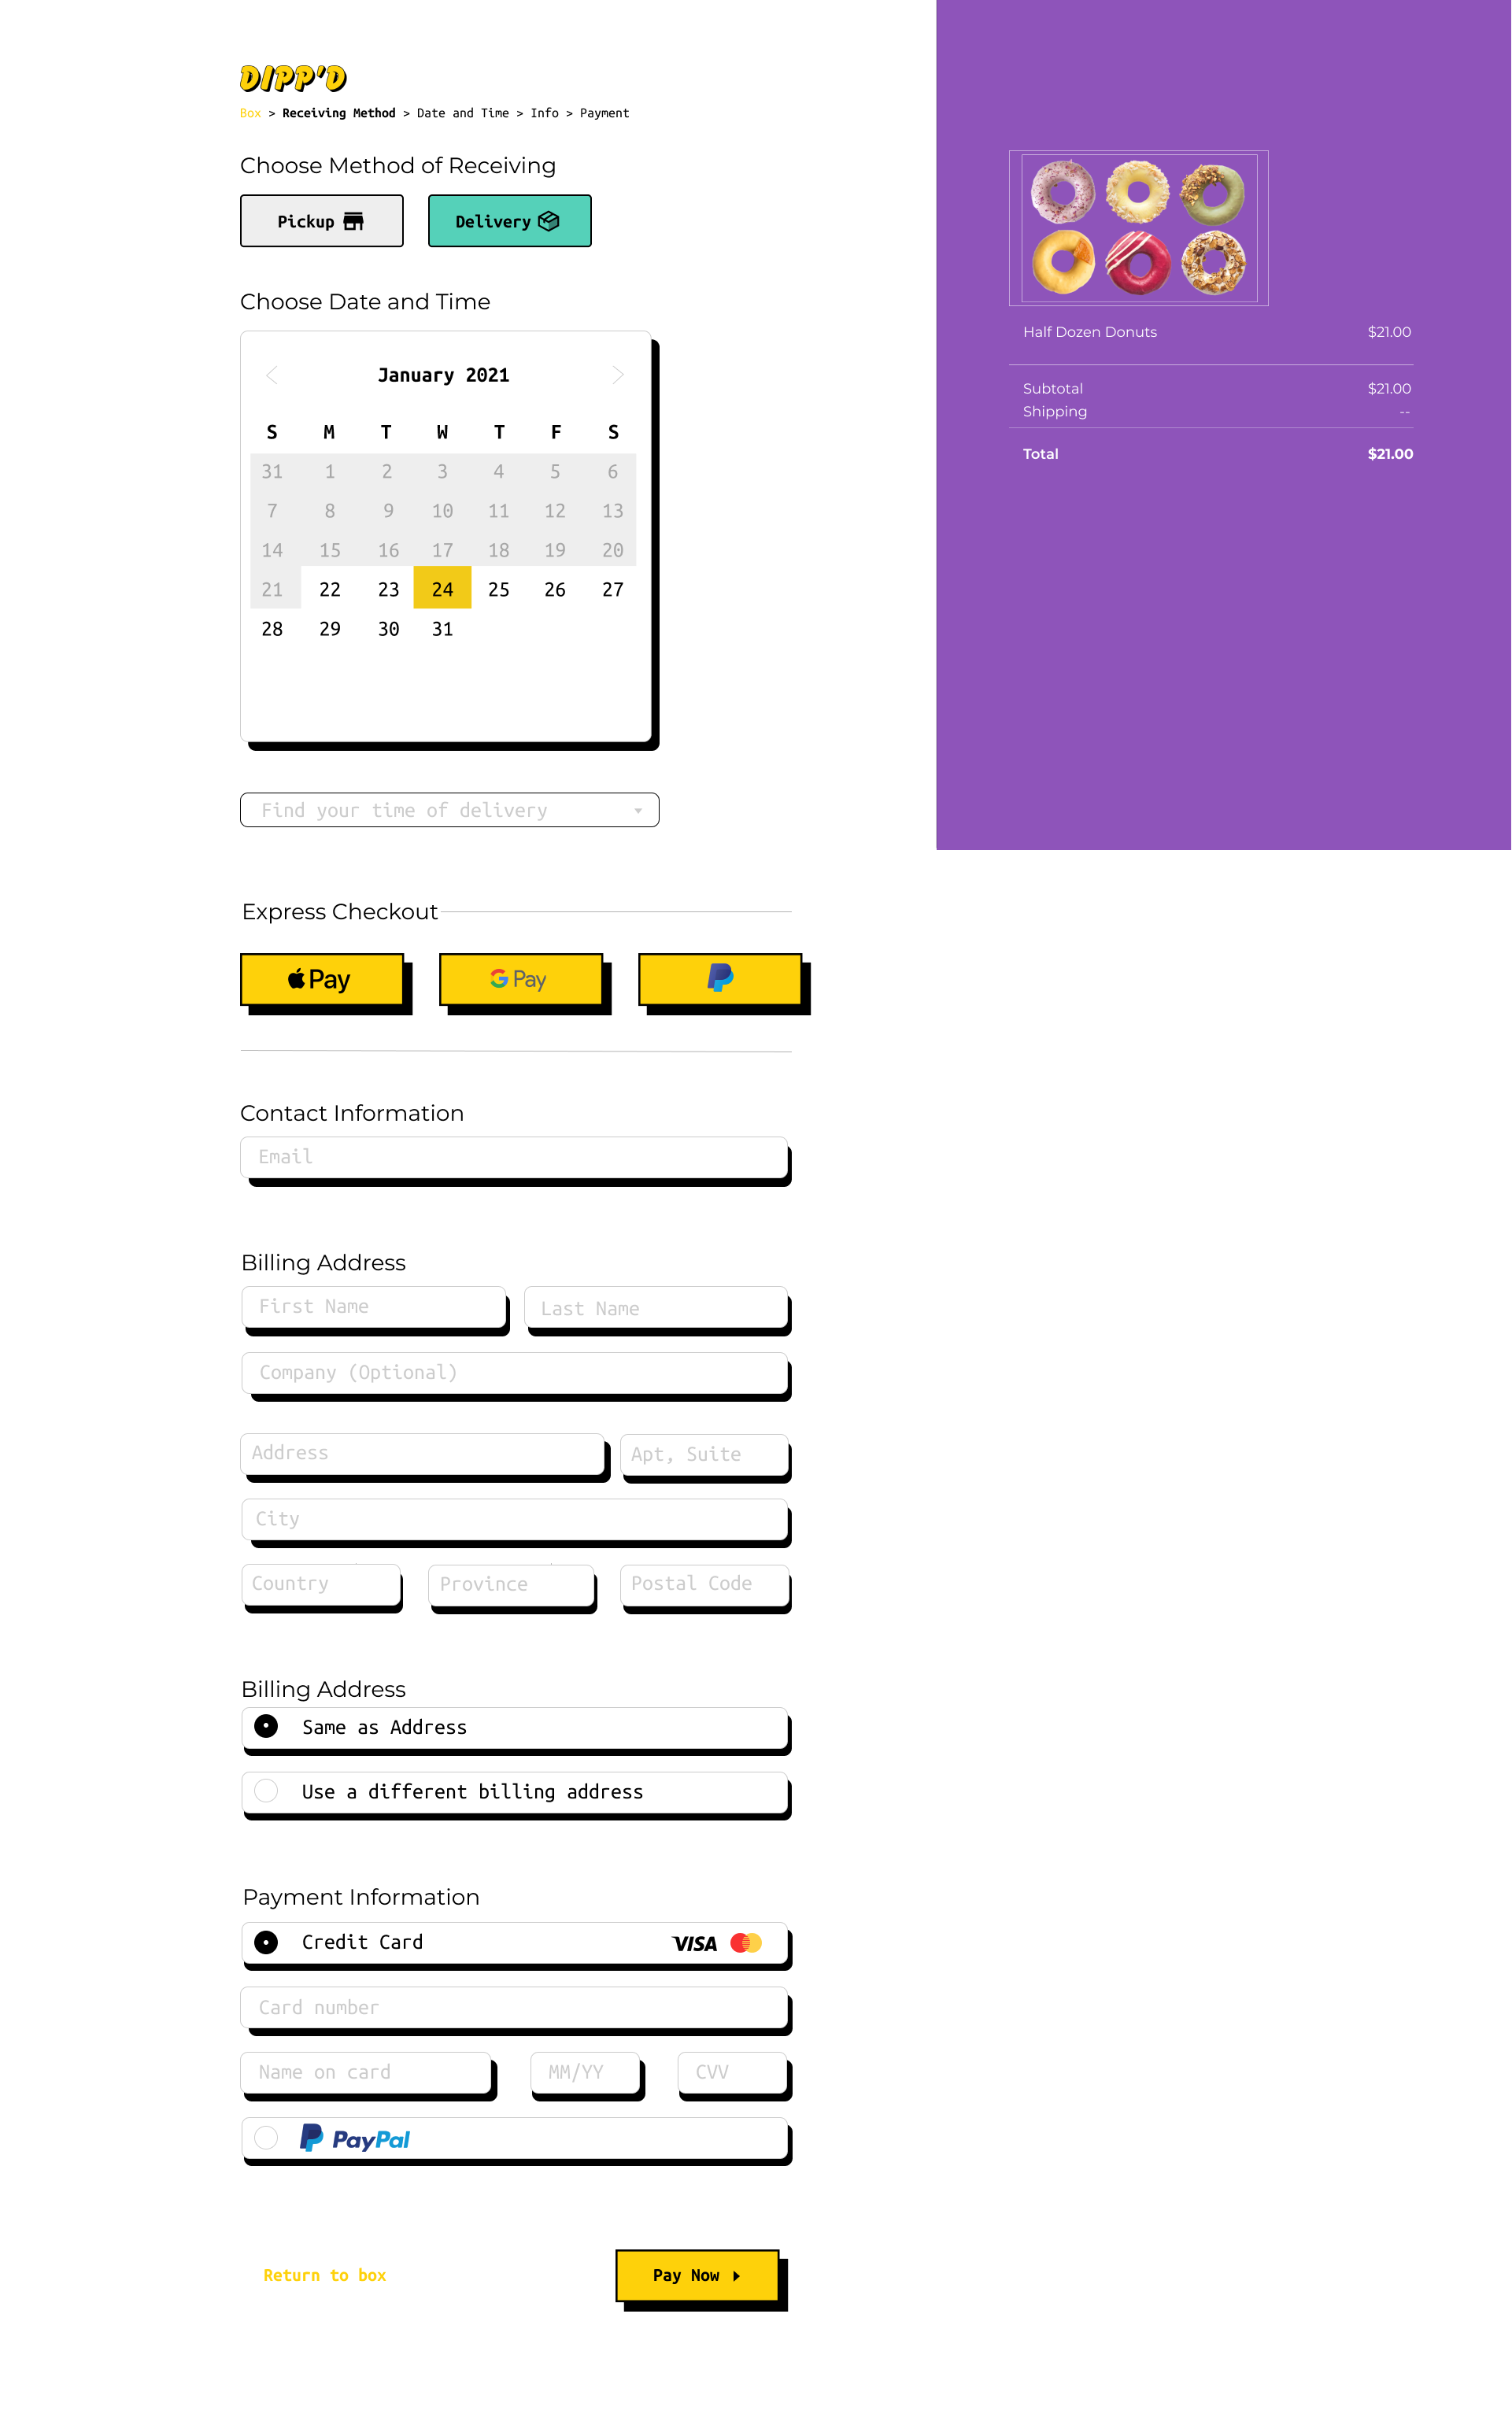 DIPP'D
Box > Receiving Method > Date and Time > Info > Payment
Choose Method of Receiving
Pickup
Delivery
Choose Date and Time
January 2021
S M T W T F S
31 1 2 3 4 5 6
7 8 9 10 11 12 13
14 15 16 17 18 19 20
21 22 23 24 25 26 27
28 29 30 31
Find your time of delivery
Express Checkout
Pay
G Pay
Contact Information
Email
Billing Address
First Name
Last Name
Company (Optional)
Address
Apt, Suite
City
Country
Province
Postal Code
Billing Address
Same as Address
Use a different billing address
Payment Information
Credit Card
VISA
Card number
Name on card
MM/YY
CVV
PayPal
Return to box
Pay Now
Half Dozen Donuts $21.00
Subtotal $21.00
Shipping --
Total $21.00